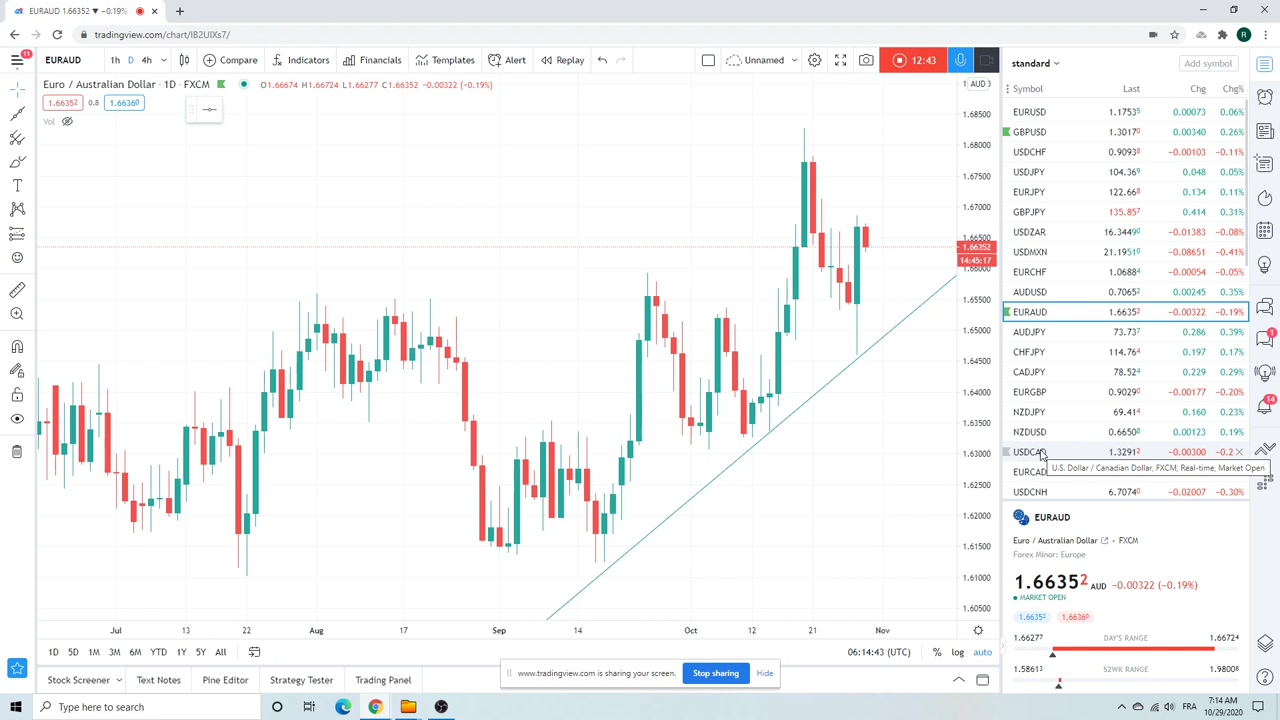 EURAUD 1.66352 ▼ −0.19%
tradingview.com/chart/IB2UIXs7/
R
11
EURAUD 1h D 4h Compare Indicators Financials Templates Alert Replay Unnamed 12:43
Euro / Australian Dollar · 1D · FXCM O1.66674 H1.66724 L1.66277 C1.66352 −0.00322 (−0.19%)
1.66352 0.8 1.66360
Vol
AUD
1.68500
1.68000
1.67500
1.67000
1.66500
1.66352
14:45:17
1.66000
1.65500
1.65000
1.64500
1.64000
1.63500
1.63000
1.62500
1.62000
1.61500
1.61000
1.60500
Jul 13 22 Aug 17 Sep 14 Oct 12 21 Nov
1D 5D 1M 3M 6M YTD 1Y 5Y All 06:14:43 (UTC) % log auto
Stock Screener Text Notes Pine Editor Strategy Tester Trading Panel
www.tradingview.com is sharing your screen. Stop sharing Hide
standard Add symbol
Symbol Last Chg Chg%
EURUSD 1.17535 0.00073 0.06%
GBPUSD 1.30170 0.00340 0.26%
USDCHF 0.90938 −0.00103 −0.11%
USDJPY 104.369 0.048 0.05%
EURJPY 122.668 0.134 0.11%
GBPJPY 135.857 0.414 0.31%
USDZAR 16.34490 −0.01383 −0.08%
USDMXN 21.19510 −0.08651 −0.41%
EURCHF 1.06884 −0.00054 −0.05%
AUDUSD 0.70652 0.00245 0.35%
EURAUD 1.66352 −0.00322 −0.19%
AUDJPY 73.737 0.286 0.39%
CHFJPY 114.764 0.197 0.17%
CADJPY 78.524 0.229 0.29%
EURGBP 0.90290 −0.00177 −0.20%
NZDJPY 69.414 0.160 0.23%
NZDUSD 0.66508 0.00123 0.19%
USDCAD 1.32912 −0.00300 −0.2
U.S. Dollar / Canadian Dollar, FXCM, Real-time, Market Open
EURCAD
USDCNH 6.70740 −0.02007 −0.30%
EURAUD
Euro / Australian Dollar • FXCM
Forex Minor: Europe
1.66352 AUD −0.00322 (−0.19%)
MARKET OPEN
1.66352 1.66360
1.66277 DAY'S RANGE 1.66724
1.58613 52WK RANGE 1.98008
1
14
Type here to search
FRA
7:14 AM
10/29/2020